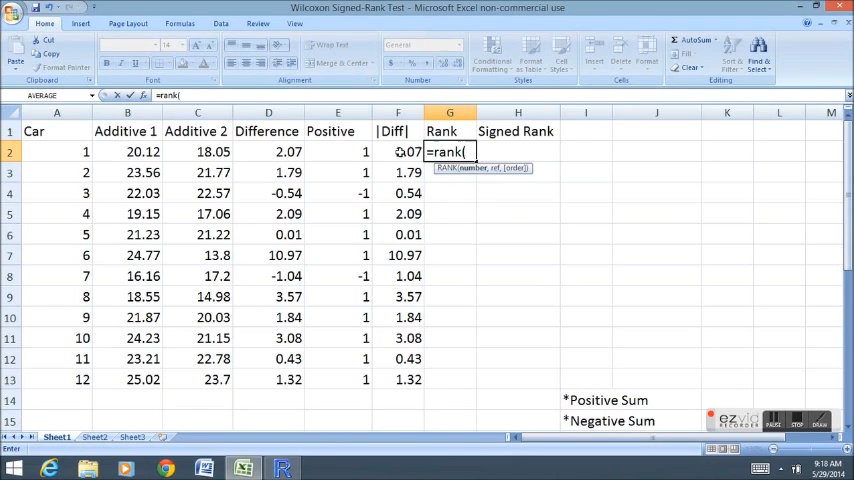 Wilcoxon Signed-Rank Test - Microsoft Excel non-commercial use
Home Insert Page Layout Formulas Data Review View
Paste Cut Copy Format Painter Clipboard
14 Font
Wrap Text Merge & Center Alignment
General Number
Conditional Formatting Format as Table Cell Styles Styles
Insert Delete Format Cells
AutoSum Fill Clear Sort & Filter Find & Select Editing
AVERAGE =rank(
A B C D E F G H I J K L M
1 Car Additive 1 Additive 2 Difference Positive |Diff| Rank Signed Rank
2 1 20.12 18.05 2.07 1 .07 =rank(
RANK(number, ref, [order])
3 2 23.56 21.77 1.79 1 1.79
4 3 22.03 22.57 -0.54 -1 0.54
5 4 19.15 17.06 2.09 1 2.09
6 5 21.23 21.22 0.01 1 0.01
7 6 24.77 13.8 10.97 1 10.97
8 7 16.16 17.2 -1.04 -1 1.04
9 8 18.55 14.98 3.57 1 3.57
10 9 21.87 20.03 1.84 1 1.84
11 10 24.23 21.15 3.08 1 3.08
12 11 23.21 22.78 0.43 1 0.43
13 12 25.02 23.7 1.32 1 1.32
14 *Positive Sum
15 *Negative Sum
ezvid RECORDER PAUSE STOP DRAW
Sheet1 Sheet2 Sheet3
Enter
9:18 AM
5/29/2014